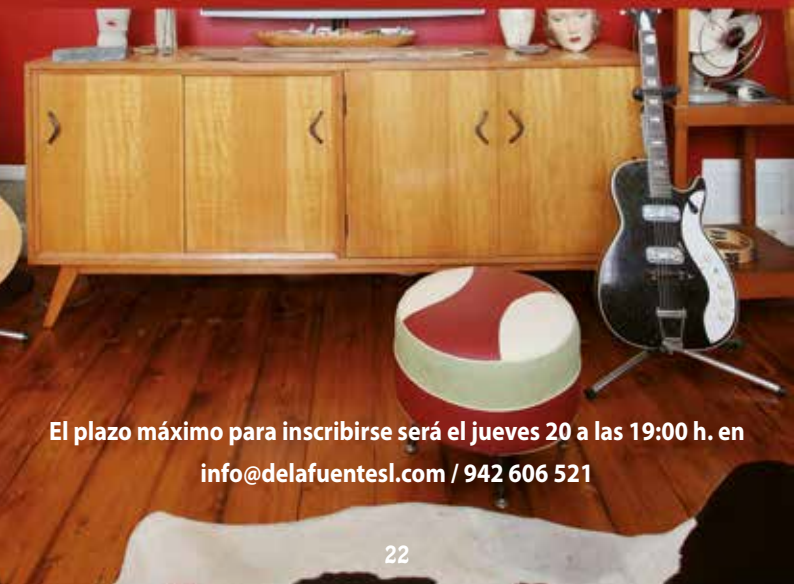 El plazo máximo para inscribirse será el jueves 20 a las 19:00 h. en
info@delafuentesl.com / 942 606 521
22